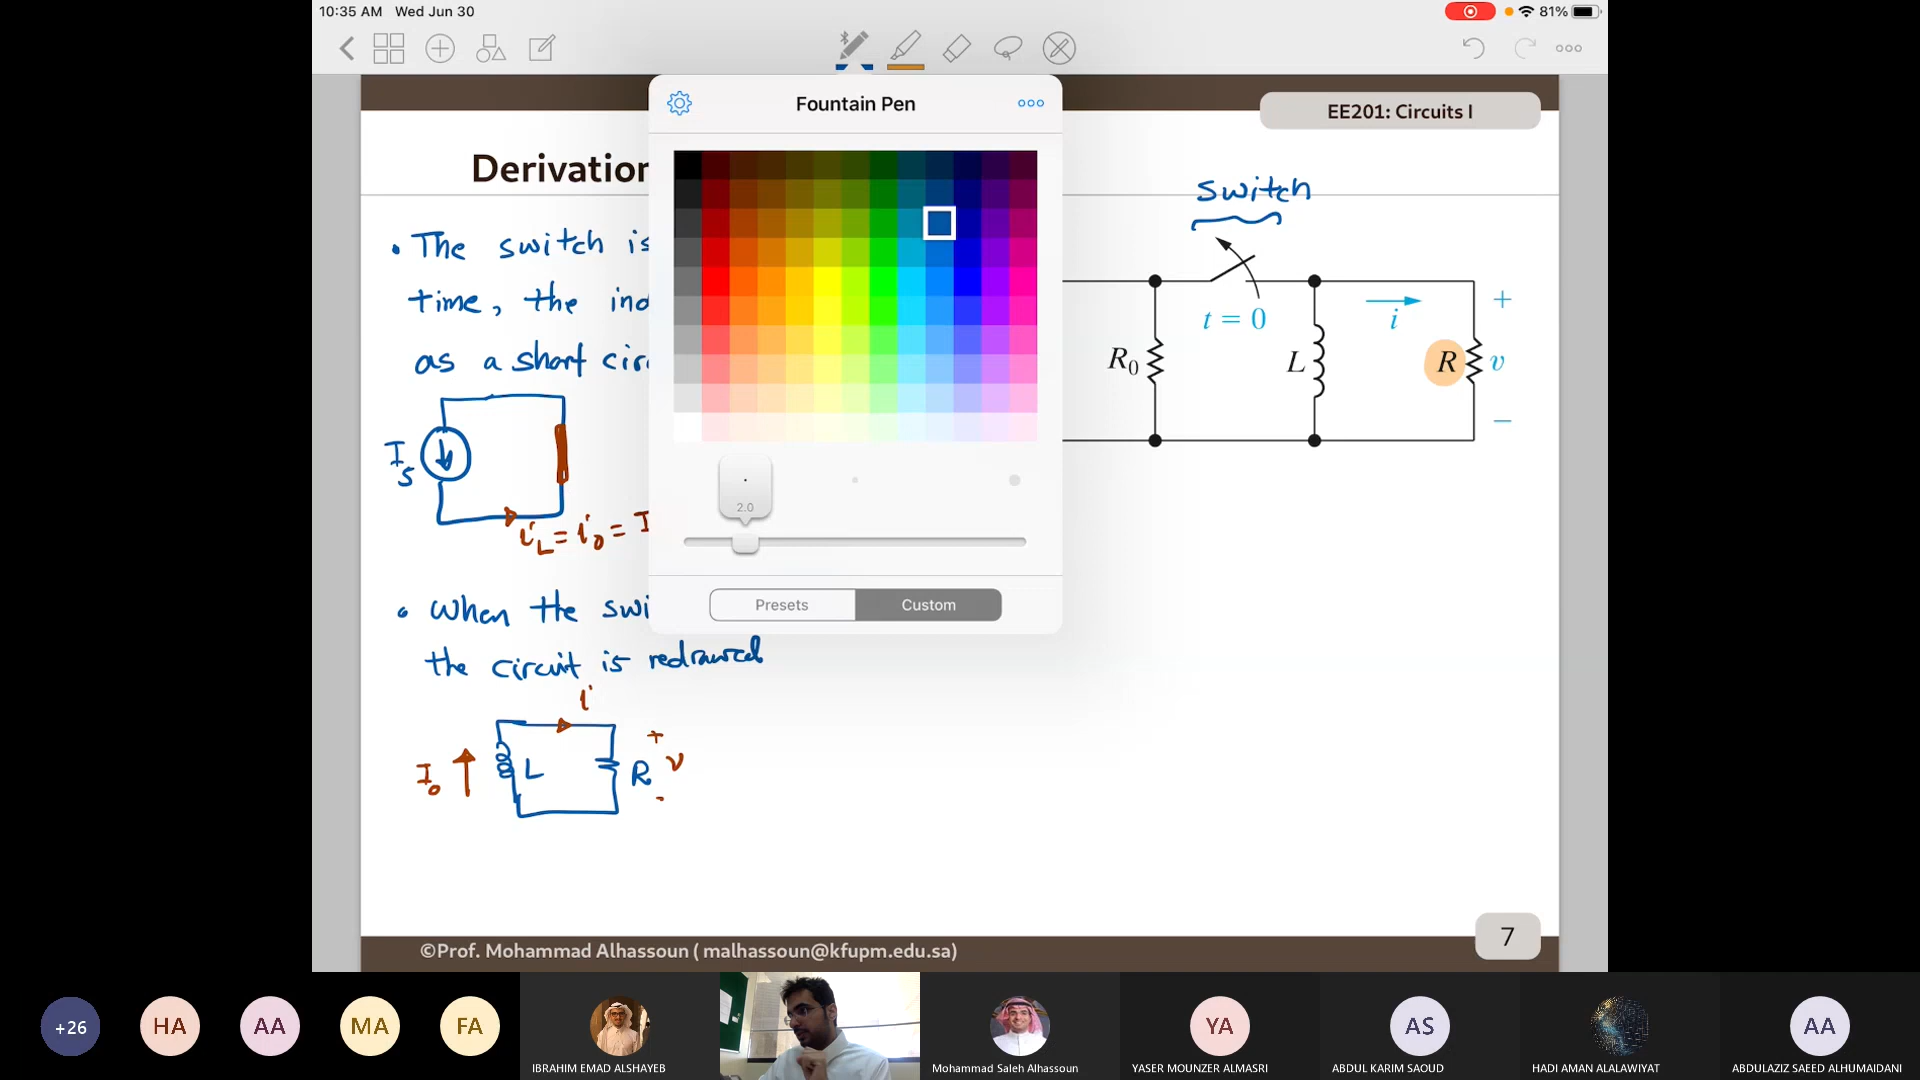 10:35 AM Wed Jun 30
81%
Fountain Pen
EE201: Circuits I
Derivation
switch
• The switch is
time, the ind
as a short circ
t = 0
i
+
R0
L
R
v
−
Is
iL = i0 = I
2.0
Presets
Custom
• When the swi
the circuit is redrawed
i
I0
L
R
+
v
-
7
©Prof. Mohammad Alhassoun ( malhassoun@kfupm.edu.sa)
+26
HA
AA
MA
FA
YA
AS
AA
IBRAHIM EMAD ALSHAYEB
Mohammad Saleh Alhassoun
YASER MOUNZER ALMASRI
ABDUL KARIM SAOUD
HADI AMAN ALALAWIYAT
ABDULAZIZ SAEED ALHUMAIDANI